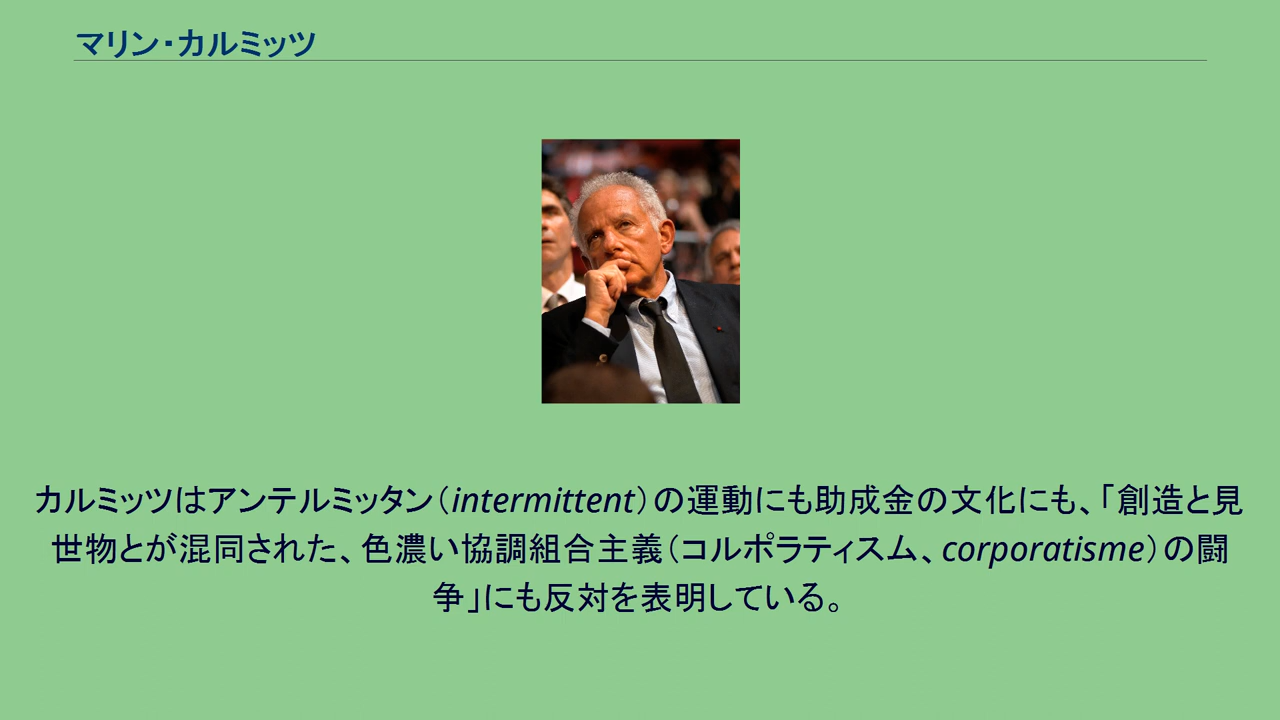 マリン・カルミッツ
カルミッツはアンテルミッタン（intermittent）の運動にも助成金の文化にも、「創造と見
世物とが混同された、色濃い協調組合主義（コルポラティスム、corporatisme）の闘
争」にも反対を表明している。